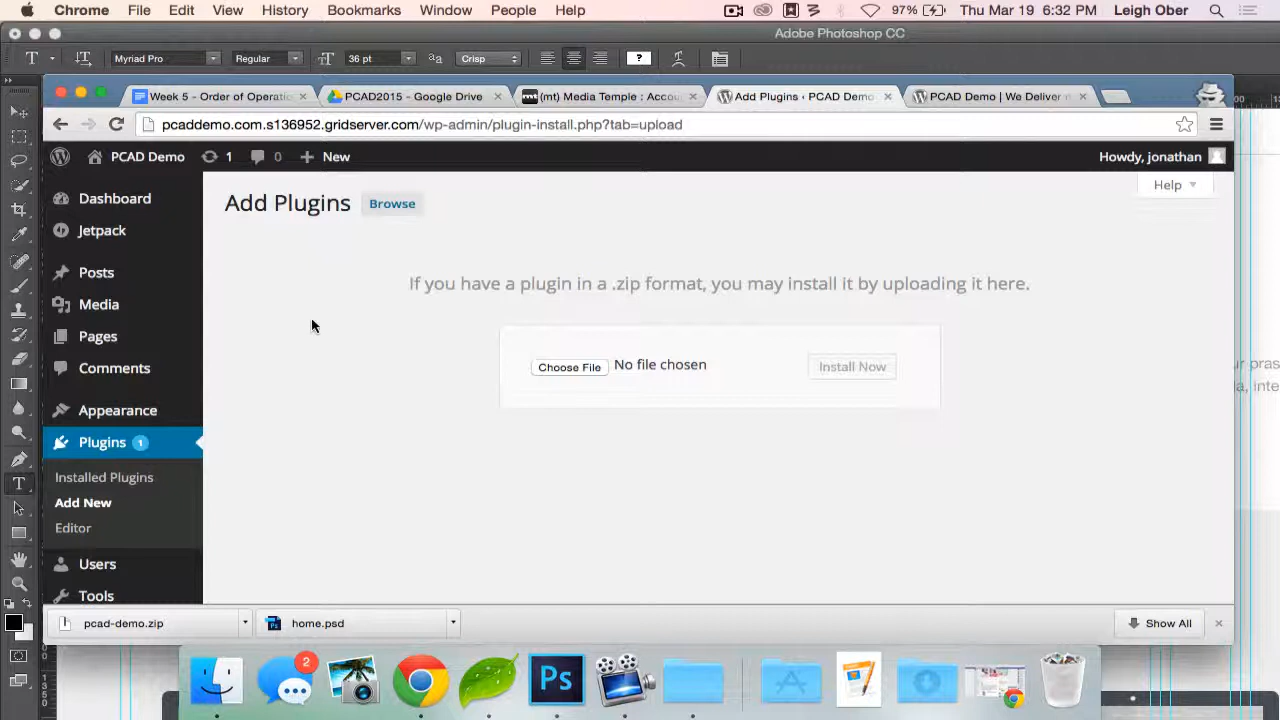 Chrome File Edit View History Bookmarks Window People Help 97% Thu Mar 19 6:32 PM Leigh Ober
Adobe Photoshop CC
T Myriad Pro Regular 36 pt aa Crisp ?
Week 5 - Order of Operatio PCAD2015 - Google Drive (mt) Media Temple : Accou Add Plugins ‹ PCAD Demo PCAD Demo | We Deliver
pcaddemo.com.s136952.gridserver.com/wp-admin/plugin-install.php?tab=upload
PCAD Demo 1 0 New Howdy, jonathan
Help
Add Plugins Browse
Dashboard
Jetpack
Posts
Media
Pages
Comments
Appearance
Plugins 1
Installed Plugins
Add New
Editor
Users
Tools
If you have a plugin in a .zip format, you may install it by uploading it here.
Choose File No file chosen Install Now
pcad-demo.zip home.psd Show All
2
Ps